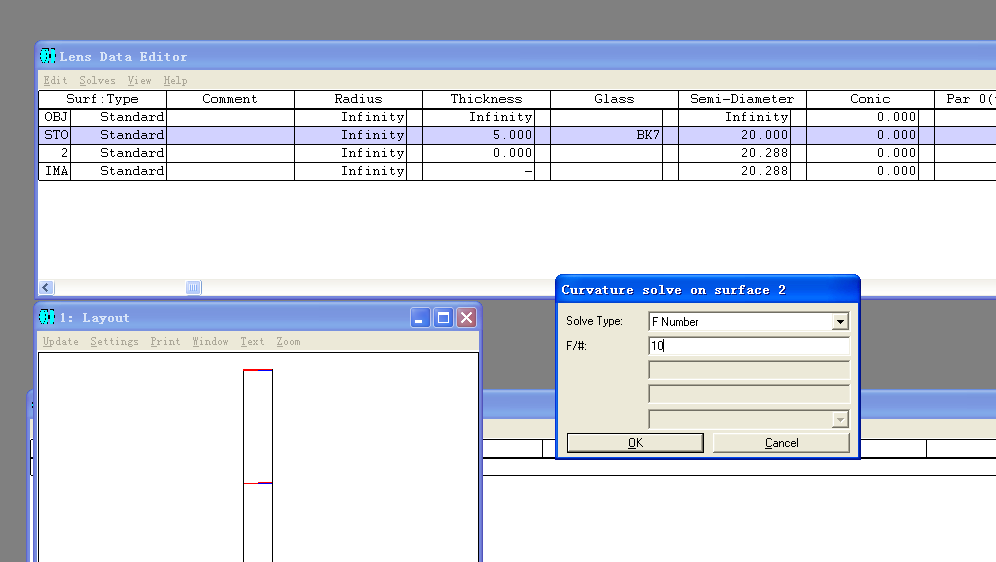 Lens Data Editor
Edit Solves View Help
Surf:Type Comment Radius Thickness Glass Semi-Diameter Conic Par 0(
OBJ Standard Infinity Infinity Infinity 0.000
STO Standard Infinity 5.000 BK7 20.000 0.000
2 Standard Infinity 0.000 20.288 0.000
IMA Standard Infinity - 20.288 0.000
Curvature solve on surface 2
Solve Type: F Number
F/#: 10
OK Cancel
1: Layout
Update Settings Print Window Text Zoom